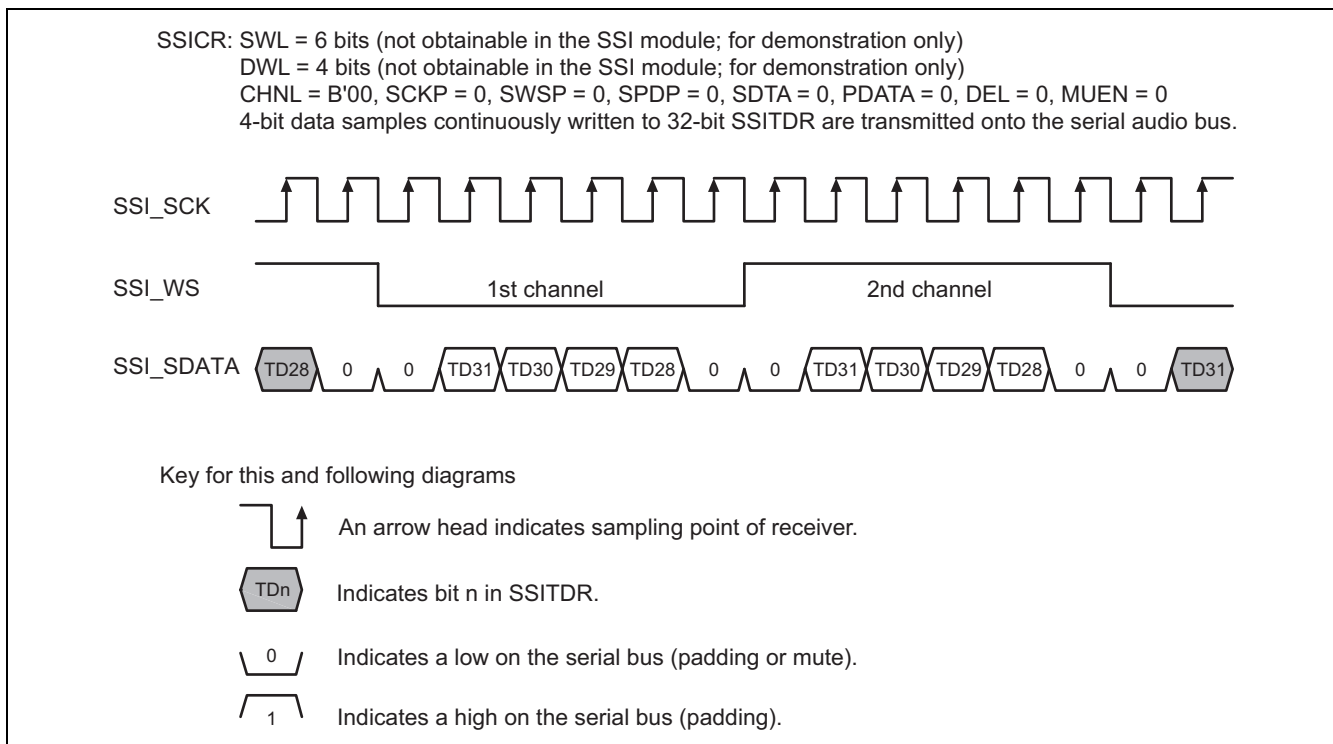 SSICR: SWL = 6 bits (not obtainable in the SSI module; for demonstration only)
DWL = 4 bits (not obtainable in the SSI module; for demonstration only)
CHNL = B'00, SCKP = 0, SWSP = 0, SPDP = 0, SDTA = 0, PDATA = 0, DEL = 0, MUEN = 0
4-bit data samples continuously written to 32-bit SSITDR are transmitted onto the serial audio bus.
SSI_SCK
SSI_WS 1st channel 2nd channel
SSI_SDATA TD28 0 0 TD31 TD30 TD29 TD28 0 0 TD31 TD30 TD29 TD28 0 0 TD31
Key for this and following diagrams
An arrow head indicates sampling point of receiver.
TDn Indicates bit n in SSITDR.
0 Indicates a low on the serial bus (padding or mute).
1 Indicates a high on the serial bus (padding).